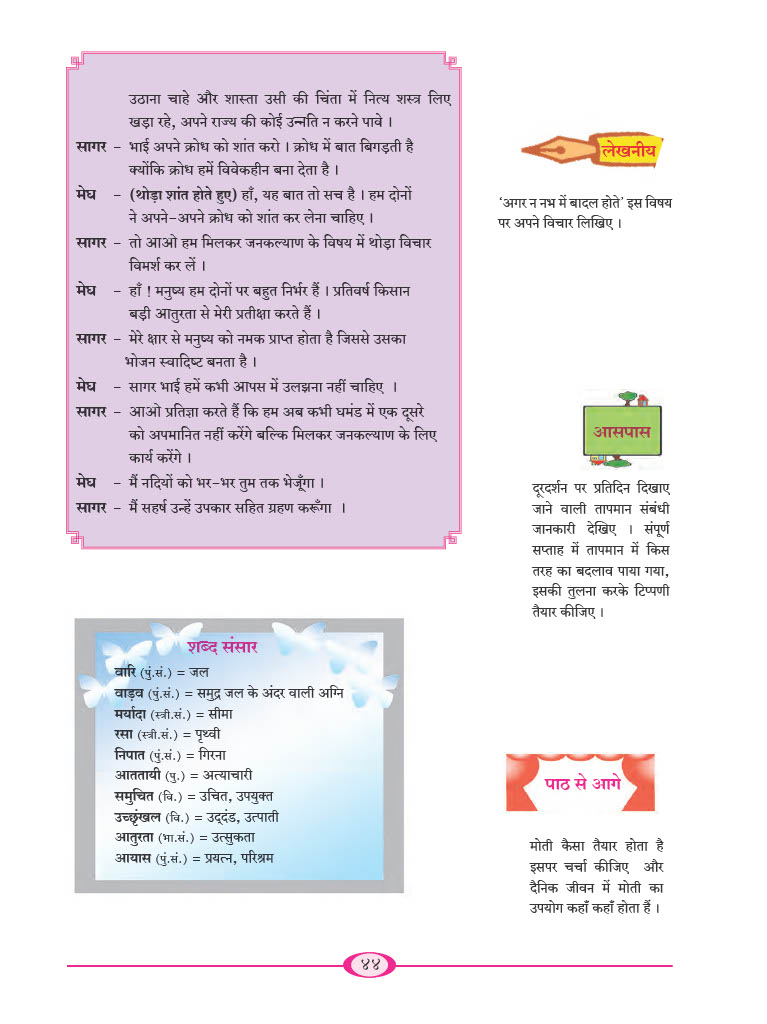 उठाना चाहे और शास्ता उसी की चिंता में नित्य शस्त्र लिए
खड़ा रहे, अपने राज्य की कोई उन्नति न करने पावे ।
सागर – भाई अपने क्रोध को शांत करो । क्रोध में बात बिगड़ती है
क्योंकि क्रोध हमें विवेकहीन बना देता है ।
मेघ – (थोड़ा शांत होते हुए) हाँ, यह बात तो सच है । हम दोनों
ने अपने-अपने क्रोध को शांत कर लेना चाहिए ।
सागर – तो आओ हम मिलकर जनकल्याण के विषय में थोड़ा विचार
विमर्श कर लें ।
मेघ – हाँ ! मनुष्य हम दोनों पर बहुत निर्भर हैं । प्रतिवर्ष किसान
बड़ी आतुरता से मेरी प्रतीक्षा करते हैं ।
सागर – मेरे क्षार से मनुष्य को नमक प्राप्त होता है जिससे उसका
भोजन स्वादिष्ट बनता है ।
मेघ – सागर भाई हमें कभी आपस में उलझना नहीं चाहिए ।
सागर – आओ प्रतिज्ञा करते हैं कि हम अब कभी घमंड में एक दूसरे
को अपमानित नहीं करेंगे बल्कि मिलकर जनकल्याण के लिए
कार्य करेंगे ।
मेघ – मैं नदियों को भर-भर तुम तक भेजूँगा ।
सागर – मैं सहर्ष उन्हें उपकार सहित ग्रहण करूँगा ।
लेखनीय
‘अगर न नभ में बादल होते’ इस विषय
पर अपने विचार लिखिए ।
आसपास
दूरदर्शन पर प्रतिदिन दिखाए
जाने वाली तापमान संबंधी
जानकारी देखिए । संपूर्ण
सप्ताह में तापमान में किस
तरह का बदलाव पाया गया,
इसकी तुलना करके टिप्पणी
तैयार कीजिए ।
शब्द संसार
वारि (पुं.सं.) = जल
वाड़व (पुं.सं.) = समुद्र जल के अंदर वाली अग्नि
मर्यादा (स्त्री.सं.) = सीमा
रसा (स्त्री.सं.) = पृथ्वी
निपात (पुं.सं.) = गिरना
आततायी (पु.) = अत्याचारी
समुचित (वि.) = उचित, उपयुक्त
उच्छृंखल (वि.) = उद्दंड, उत्पाती
आतुरता (भा.सं.) = उत्सुकता
आयास (पुं.सं.) = प्रयत्न, परिश्रम
पाठ से आगे
मोती कैसा तैयार होता है
इसपर चर्चा कीजिए और
दैनिक जीवन में मोती का
उपयोग कहाँ कहाँ होता हैं ।
४४